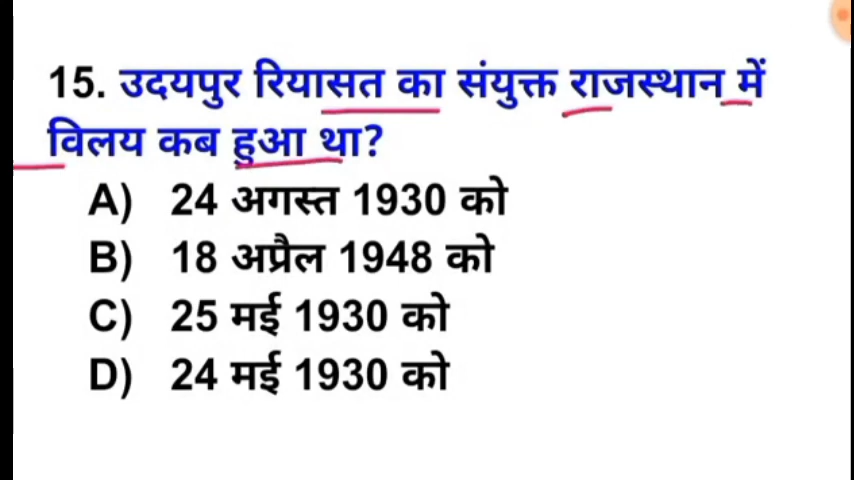 15. उदयपुर रियासत का संयुक्त राजस्थान में
विलय कब हुआ था?
A) 24 अगस्त 1930 को
B) 18 अप्रैल 1948 को
C) 25 मई 1930 को
D) 24 मई 1930 को